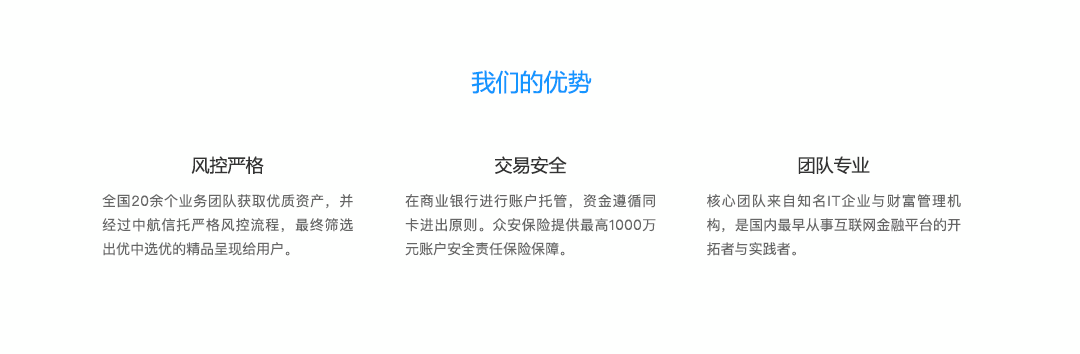 我们的优势
风控严格
全国20余个业务团队获取优质资产，并
经过中航信托严格风控流程，最终筛选
出优中选优的精品呈现给用户。
交易安全
在商业银行进行账户托管，资金遵循同
卡进出原则。众安保险提供最高1000万
元账户安全责任保险保障。
团队专业
核心团队来自知名IT企业与财富管理机
构，是国内最早从事互联网金融平台的开
拓者与实践者。